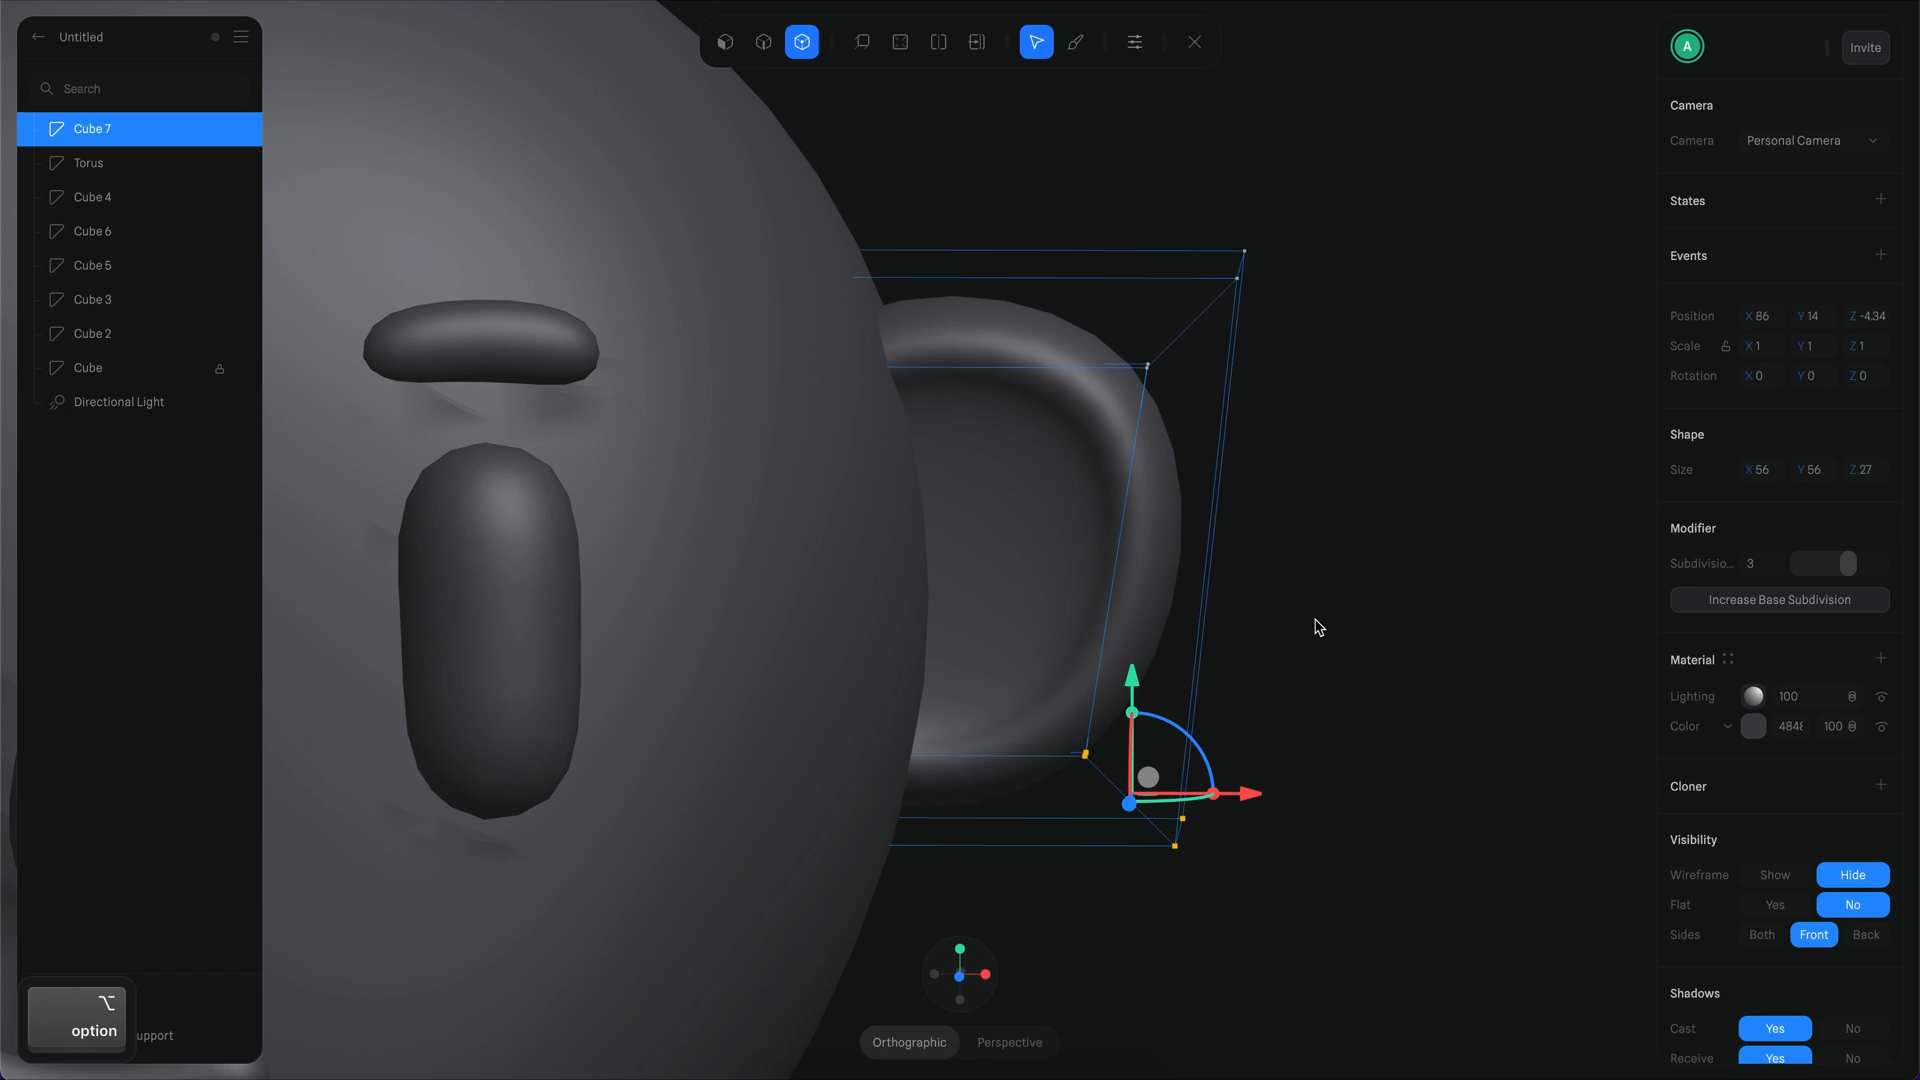 Untitled
Search
Cube 7
Torus
Cube 4
Cube 6
Cube 5
Cube 3
Cube 2
Cube
Directional Light
⌥
option
upport
Orthographic
Perspective
A
Invite
Camera
Camera Personal Camera
States
Events
Position X 86 Y 14 Z -4.34
Scale X 1 Y 1 Z 1
Rotation X 0 Y 0 Z 0
Shape
Size X 56 Y 56 Z 27
Modifier
Subdivisio... 3
Increase Base Subdivision
Material
Lighting 100
Color 484 100
Cloner
Visibility
Wireframe Show Hide
Flat Yes No
Sides Both Front Back
Shadows
Cast Yes No
Receive Yes No